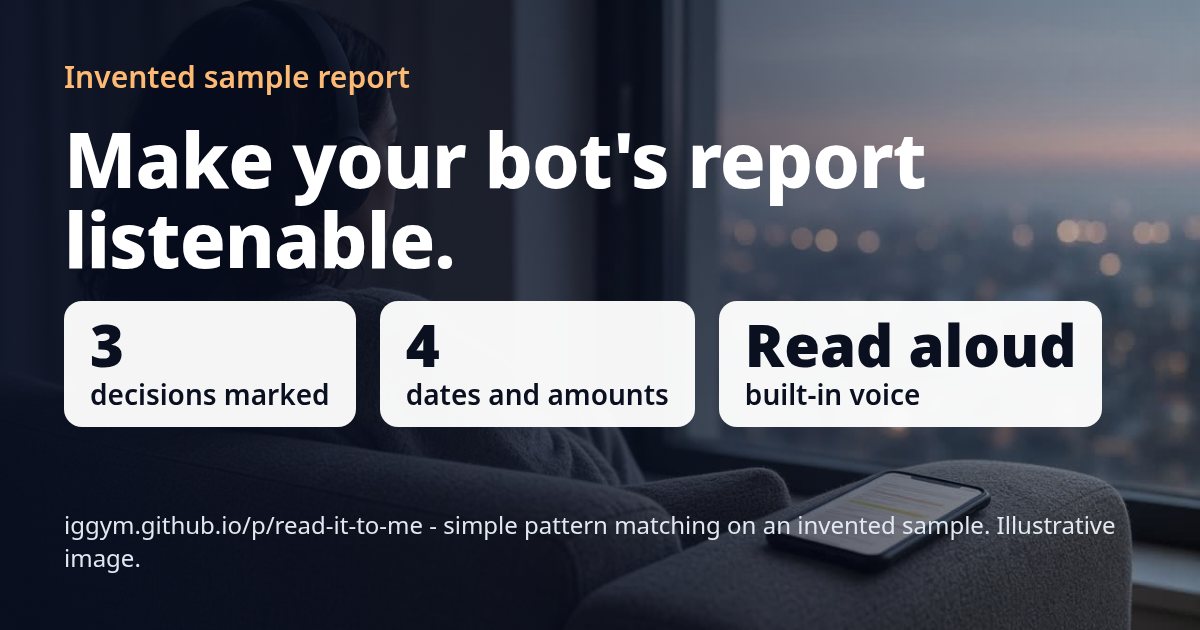 Invented sample report
Make your bot's report
listenable.
3
decisions marked
4
dates and amounts
Read aloud
built-in voice
iggym.github.io/p/read-it-to-me - simple pattern matching on an invented sample. Illustrative
image.